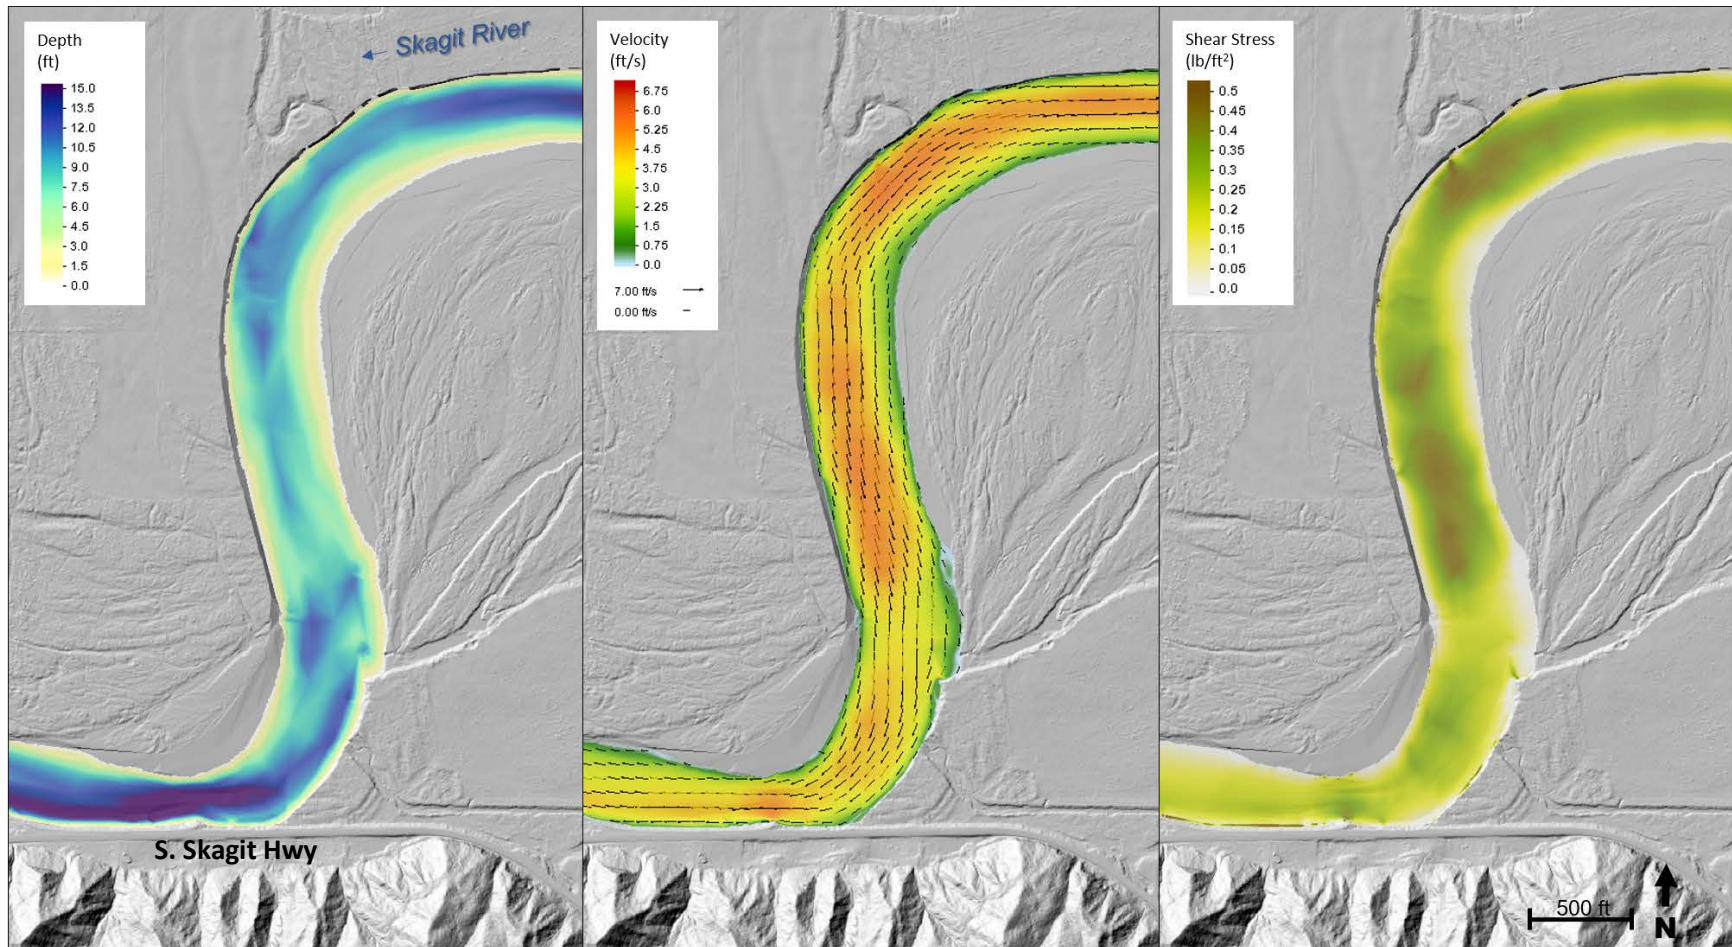 Depth
(ft)
15.0
13.5
12.0
10.5
9.0
7.5
6.0
4.5
3.0
1.5
0.0
← Skagit River
S. Skagit Hwy
Velocity
(ft/s)
6.75
6.0
5.25
4.5
3.75
3.0
2.25
1.5
0.75
0.0
7.00 ft/s
0.00 ft/s
Shear Stress
(lb/ft²)
0.5
0.45
0.4
0.35
0.3
0.25
0.2
0.15
0.1
0.05
0.0
500 ft
N